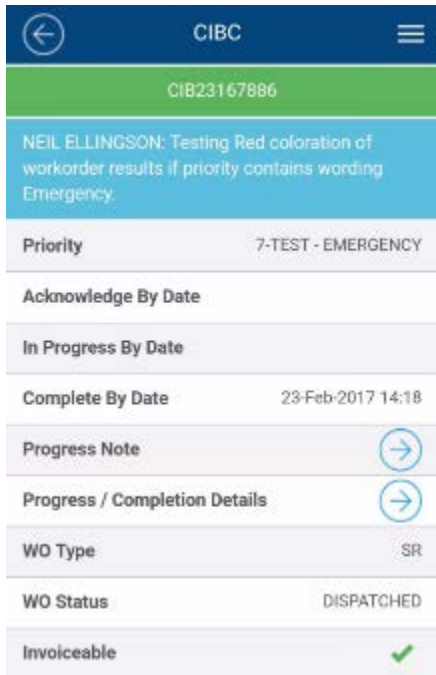 CIBC
CIB23167886
NEIL ELLINGSON: Testing Red coloration of
workorder results if priority contains wording
Emergency.
Priority 7-TEST - EMERGENCY
Acknowledge By Date
In Progress By Date
Complete By Date 23-Feb-2017 14:18
Progress Note
Progress / Completion Details
WO Type SR
WO Status DISPATCHED
Invoiceable